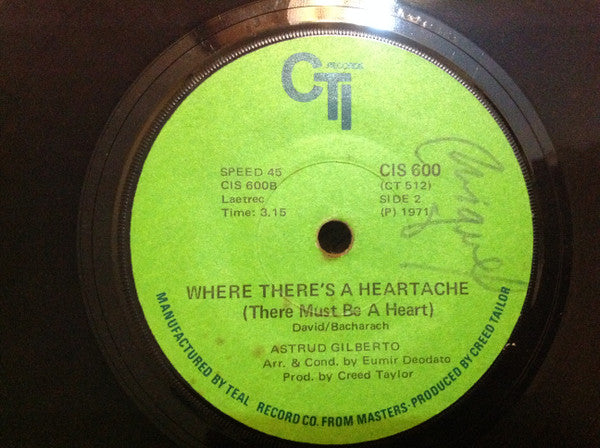 CTI
RECORDS
SPEED 45
CIS 600B
Laetrec
Time: 3.15
CIS 600
(CT 512)
SIDE 2
(P) 1971
WHERE THERE'S A HEARTACHE
(There Must Be A Heart)
David/Bacharach
ASTRUD GILBERTO
Arr. & Cond. by Eumir Deodato
Prod. by Creed Taylor
MANUFACTURED BY TEAL RECORD CO. FROM MASTERS·PRODUCED BY CREED TAILOR